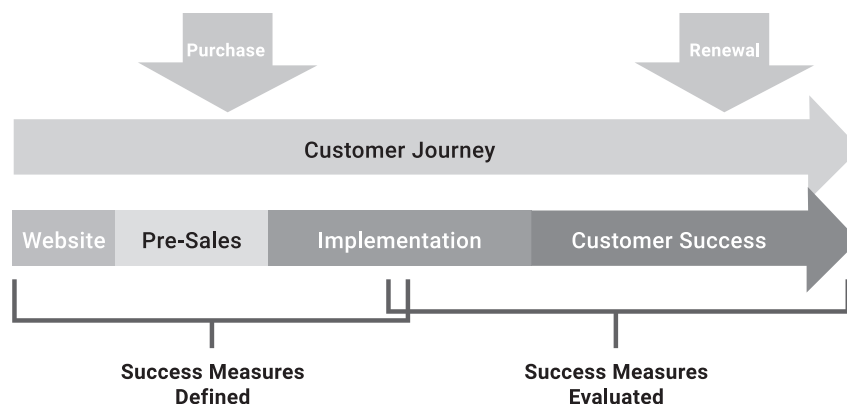 Purchase
Renewal
Customer Journey
Website
Pre-Sales
Implementation
Customer Success
Success Measures
Defined
Success Measures
Evaluated